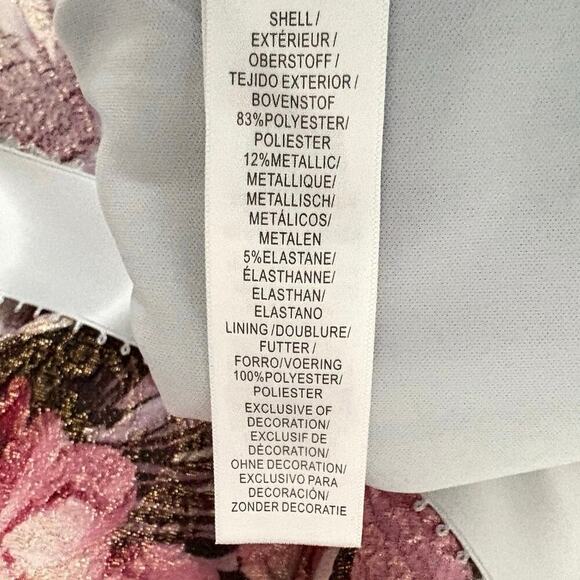 SHELL/
EXTÉRIEUR/
OBERSTOFF/
TEJIDO EXTERIOR/
BOVENSTOF
83%POLYESTER/
POLIESTER
12%METALLIC/
METALLIQUE/
METALLISCH/
METÁLICOS/
METALEN
5%ELASTANE/
ÉLASTHANNE/
ELASTHAN/
ELASTANO
LINING/DOUBLURE/
FUTTER/
FORRO/VOERING
100%POLYESTER/
POLIESTER
EXCLUSIVE OF
DECORATION/
EXCLUSIF DE
DÉCORATION/
OHNE DECORATION/
EXCLUSIVO PARA
DECORACIÓN/
ZONDER DECORATIE